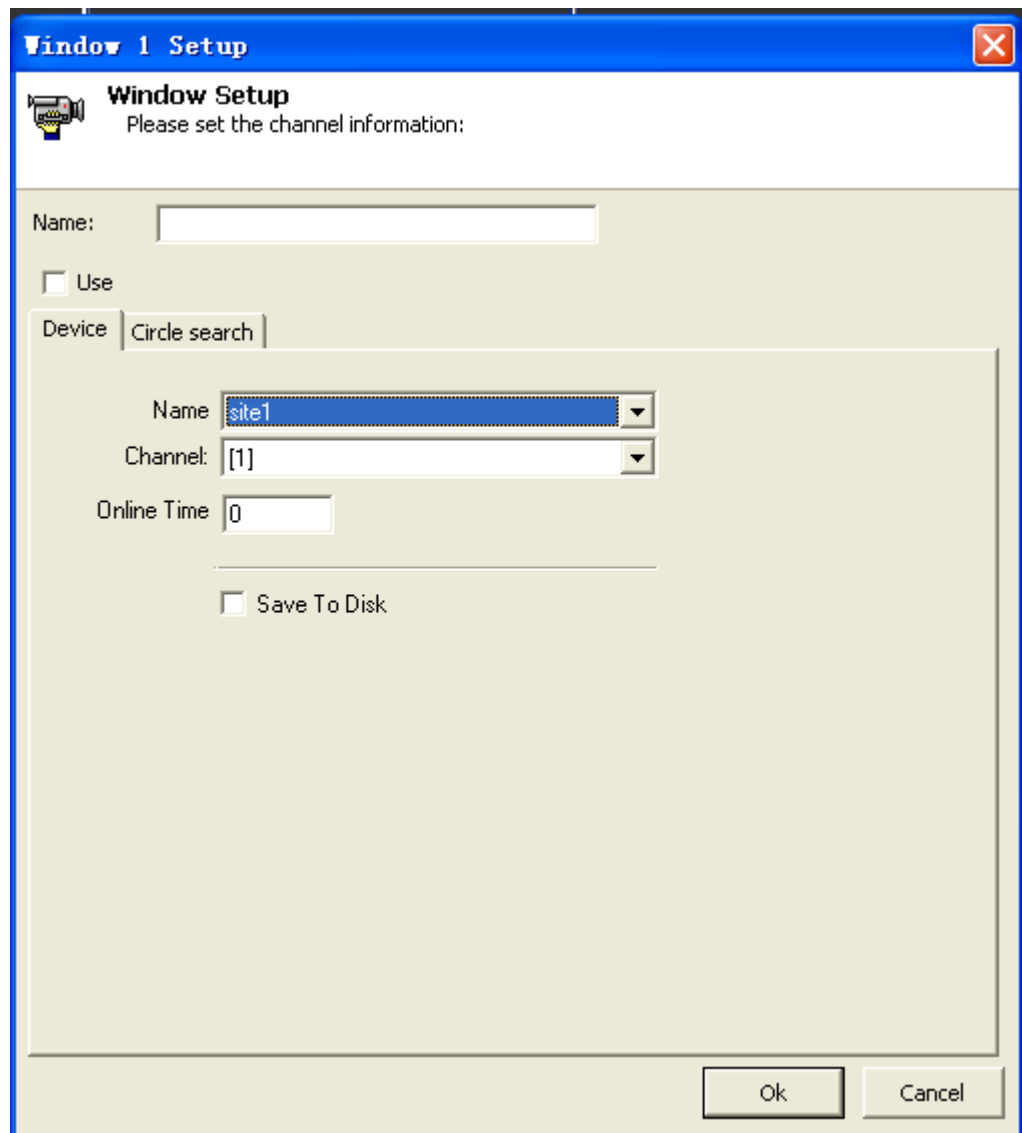 Window 1 Setup
Window Setup
Please set the channel information:
Name:
Use
Device
Circle search
Name site1
Channel: [1]
Online Time 0
Save To Disk
Ok
Cancel